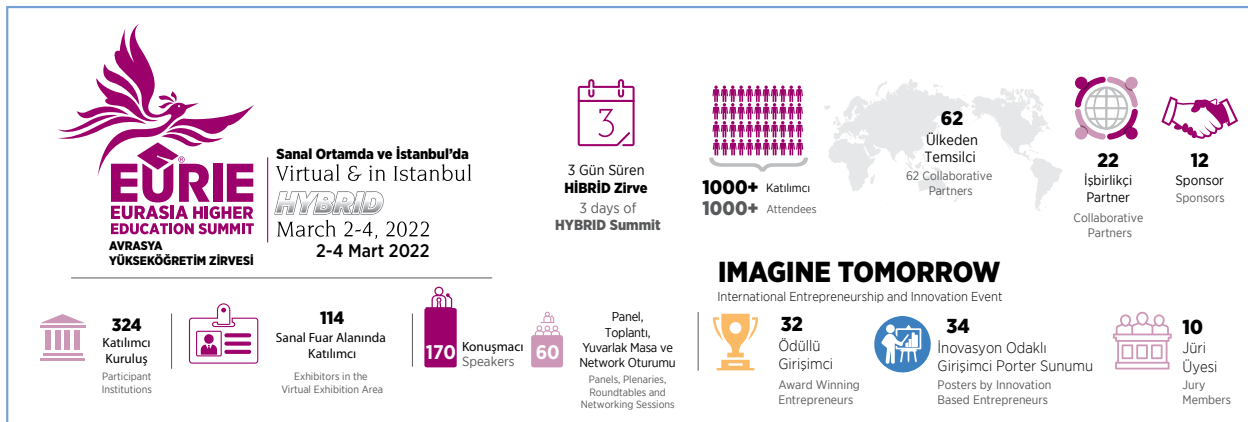 EURIE®
EURASIA HIGHER
EDUCATION SUMMIT
AVRASYA
YÜKSEKÖĞRETİM ZİRVESİ
Sanal Ortamda ve İstanbul'da
Virtual & in Istanbul
HYBRID
March 2-4, 2022
2-4 Mart 2022
3
3 Gün Süren
HİBRİD Zirve
3 days of
HYBRID Summit
1000+ Katılımcı
1000+ Attendees
62
Ülkeden
Temsilci
62 Collaborative
Partners
22
İşbirlikçi
Partner
Collaborative
Partners
12
Sponsor
Sponsors
324
Katılımcı
Kuruluş
Participant
Institutions
114
Sanal Fuar Alanında
Katılımcı
Exhibitors in the
Virtual Exhibition Area
170 Konuşmacı
Speakers
60
Panel,
Toplantı,
Yuvarlak Masa ve
Network Oturumu
Panels, Plenaries,
Roundtables and
Networking Sessions
IMAGINE TOMORROW
International Entrepreneurship and Innovation Event
32
Ödüllü
Girişimci
Award Winning
Entrepreneurs
34
İnovasyon Odaklı
Girişimci Porter Sunumu
Posters by Innovation
Based Entrepreneurs
10
Jüri
Üyesi
Jury
Members